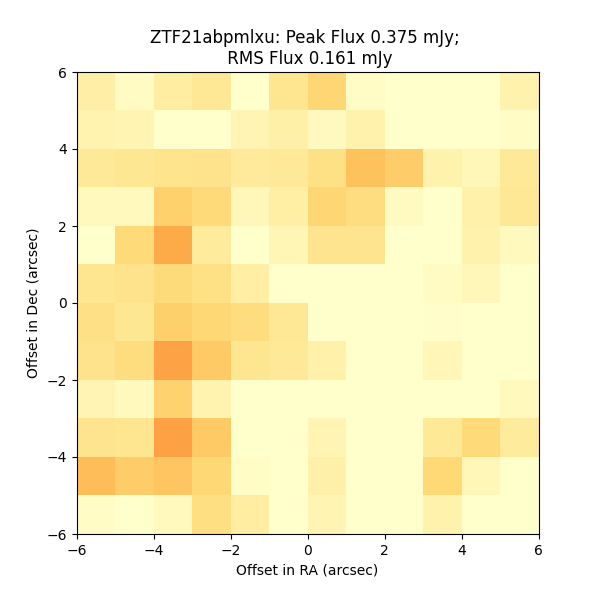 ZTF21abpmlxu: Peak Flux 0.375 mJy;
RMS Flux 0.161 mJy
6
4
2
0
−2
−4
−6
Offset in Dec (arcsec)
−6 −4 −2 0 2 4 6
Offset in RA (arcsec)